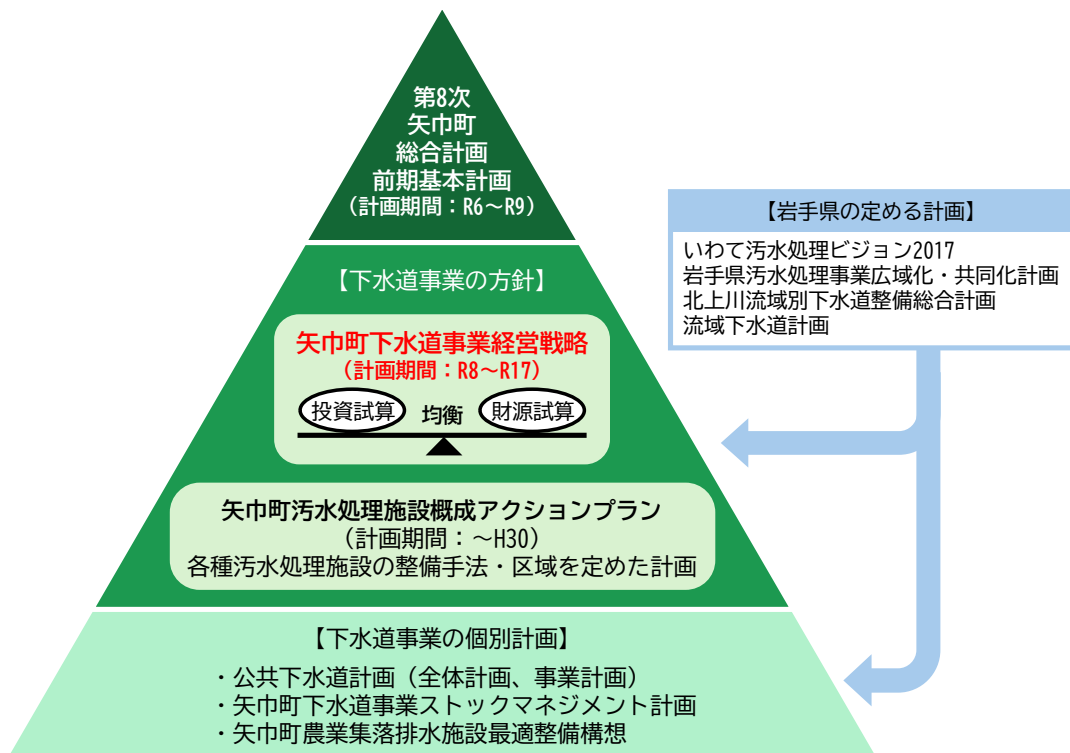 第8次
矢巾町
総合計画
前期基本計画
(計画期間：R6～R9)
【下水道事業の方針】
矢巾町下水道事業経営戦略
(計画期間：R8～R17)
投資試算 均衡 財源試算
矢巾町汚水処理施設概成アクションプラン
(計画期間：～H30)
各種汚水処理施設の整備手法・区域を定めた計画
【下水道事業の個別計画】
・公共下水道計画（全体計画、事業計画）
・矢巾町下水道事業ストックマネジメント計画
・矢巾町農業集落排水施設最適整備構想
【岩手県の定める計画】
いわて汚水処理ビジョン2017
岩手県汚水処理事業広域化・共同化計画
北上川流域別下水道整備総合計画
流域下水道計画